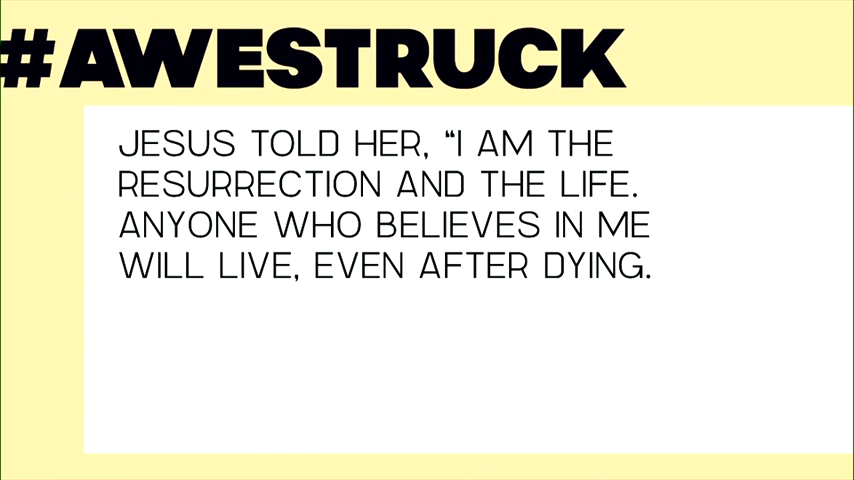 #AWESTRUCK
JESUS TOLD HER, “I AM THE
RESURRECTION AND THE LIFE.
ANYONE WHO BELIEVES IN ME
WILL LIVE, EVEN AFTER DYING.